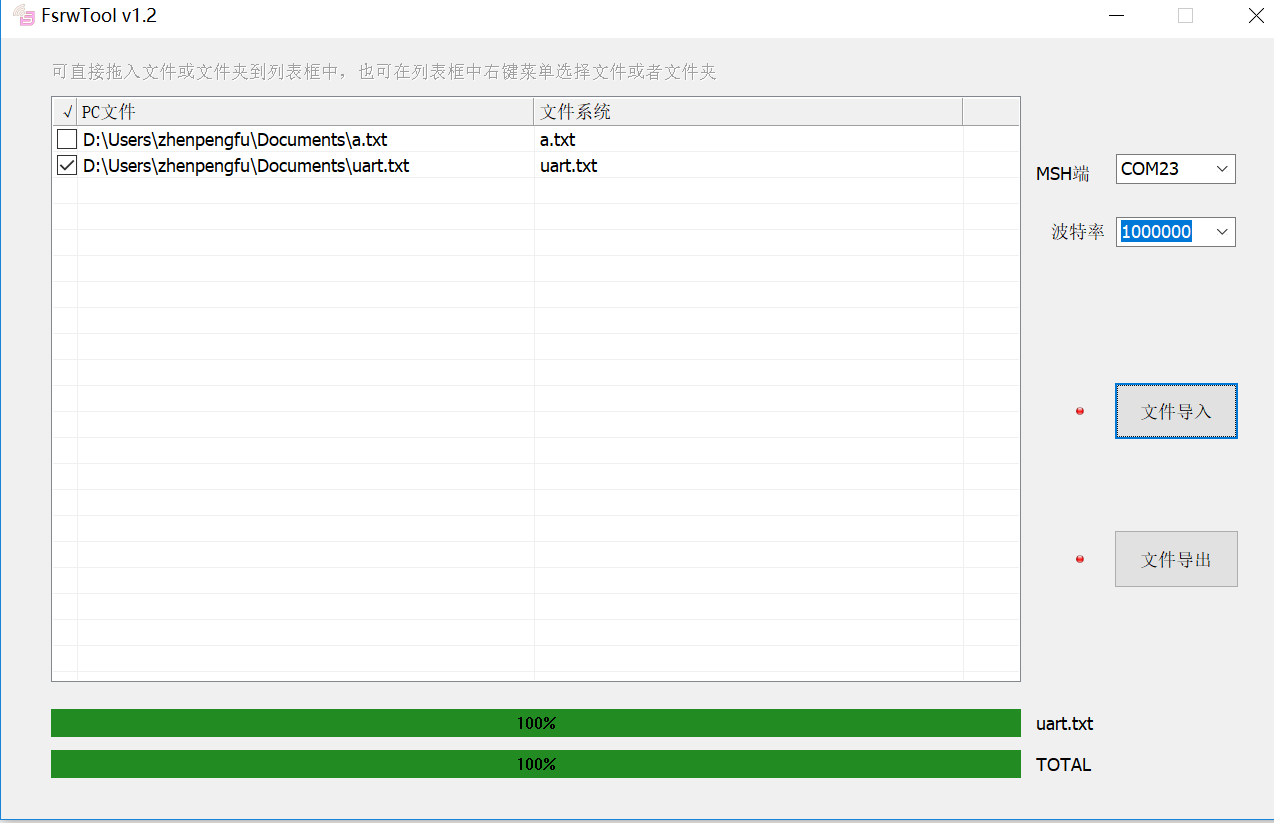 FsrwTool v1.2
可直接拖入文件或文件夹到列表框中，也可在列表框中右键菜单选择文件或者文件夹
√ PC文件 文件系统
D:\Users\zhenpengfu\Documents\a.txt a.txt
D:\Users\zhenpengfu\Documents\uart.txt uart.txt
MSH端 COM23
波特率 1000000
文件导入
文件导出
100% uart.txt
100% TOTAL